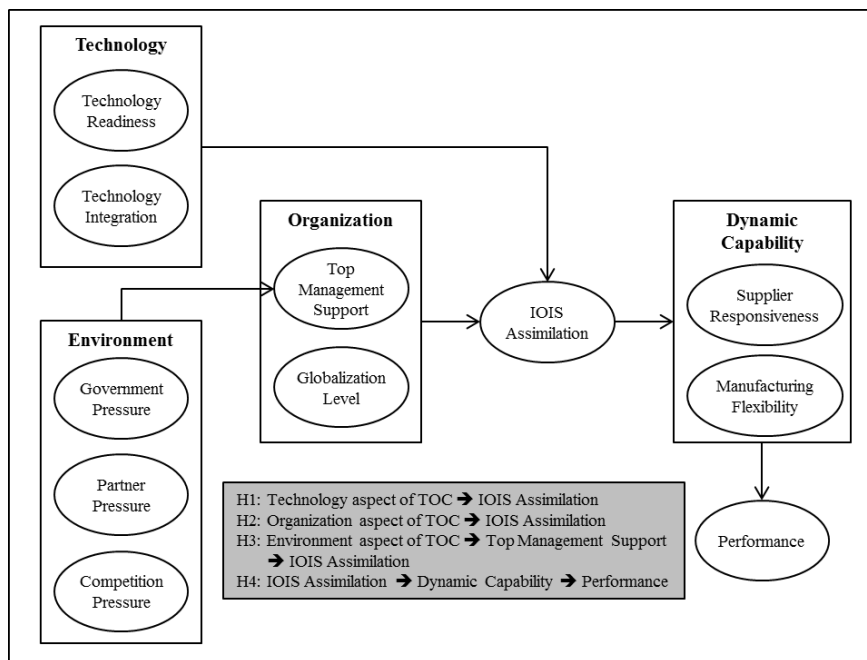 Technology
Technology
Readiness
Technology
Integration
Organization
Top
Management
Support
Globalization
Level
Environment
Government
Pressure
Partner
Pressure
Competition
Pressure
IOIS
Assimilation
Dynamic
Capability
Supplier
Responsiveness
Manufacturing
Flexibility
Performance
H1: Technology aspect of TOC ➔ IOIS Assimilation
H2: Organization aspect of TOC ➔ IOIS Assimilation
H3: Environment aspect of TOC ➔ Top Management Support
➔ IOIS Assimilation
H4: IOIS Assimilation ➔ Dynamic Capability ➔ Performance